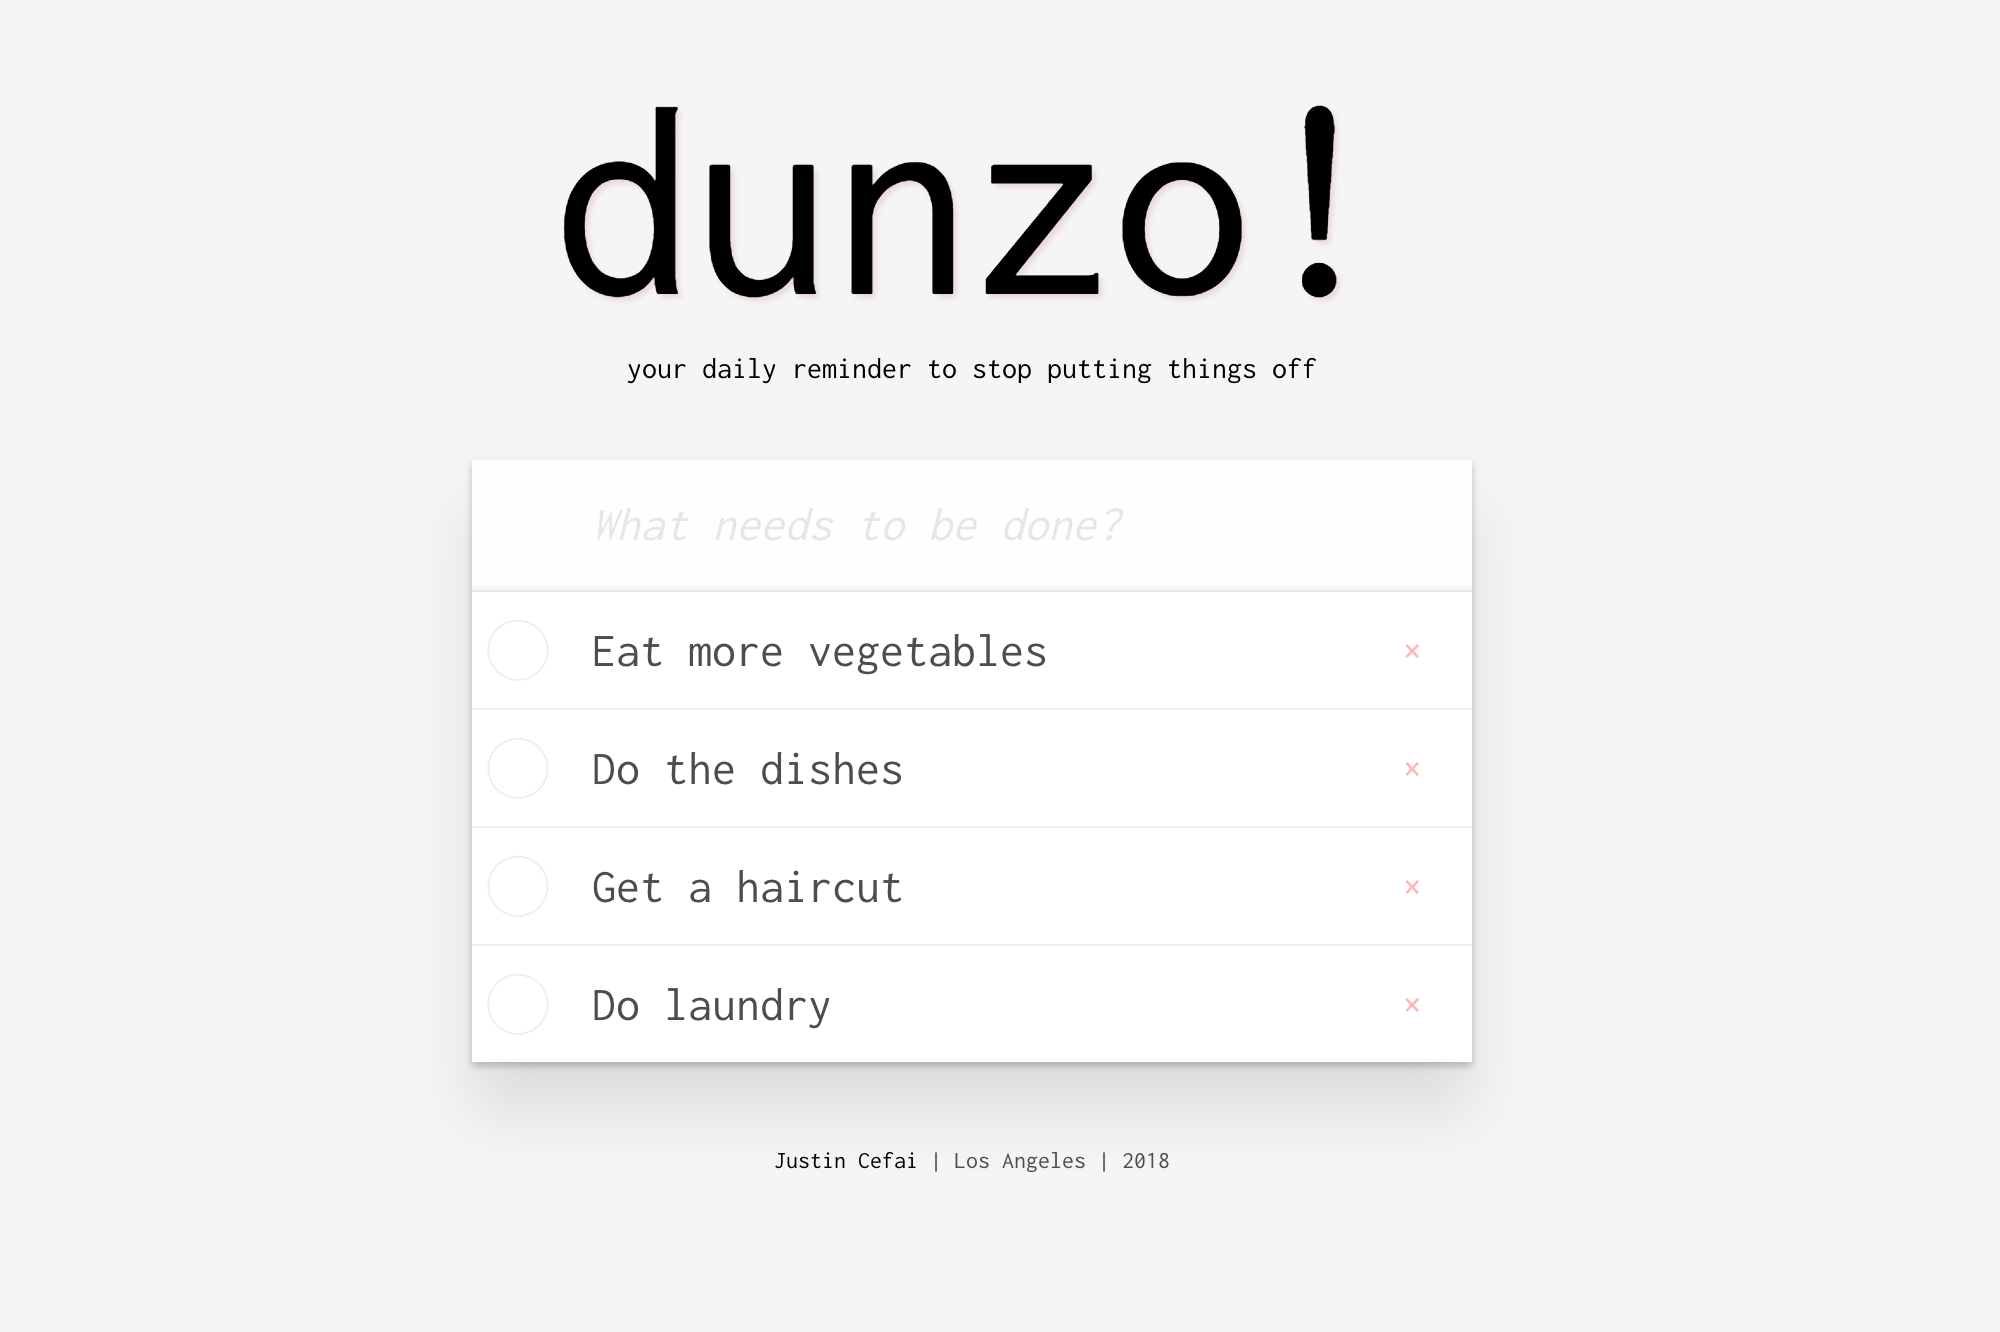 dunzo!
your daily reminder to stop putting things off
What needs to be done?
Eat more vegetables ×
Do the dishes ×
Get a haircut ×
Do laundry ×
Justin Cefai | Los Angeles | 2018